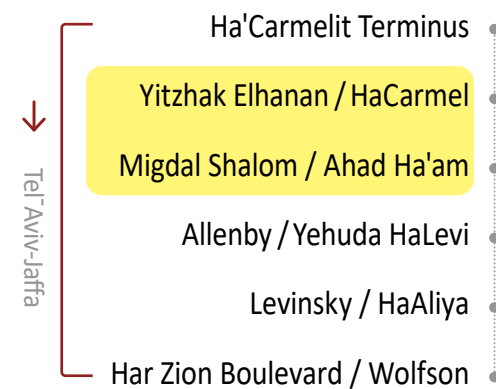 Ha'Carmelit Terminus
Yitzhak Elhanan / HaCarmel
Migdal Shalom / Ahad Ha'am
Allenby / Yehuda HaLevi
Levinsky / HaAliya
Har Zion Boulevard / Wolfson
Tel Aviv-Jaffa